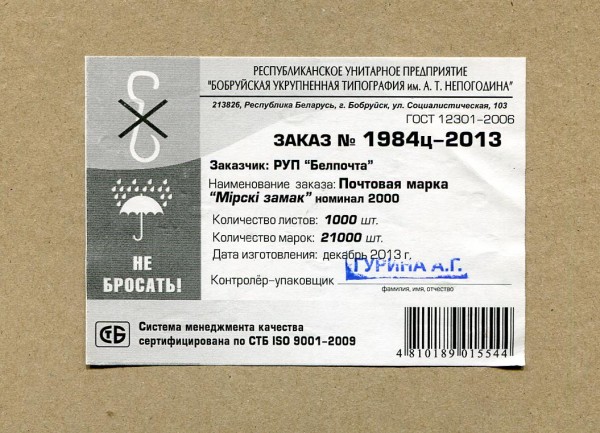 РЕСПУБЛИКАНСКОЕ УНИТАРНОЕ ПРЕДПРИЯТИЕ
"БОБРУЙСКАЯ УКРУПНЕННАЯ ТИПОГРАФИЯ им. А. Т. НЕПОГОДИНА"
213826, Республика Беларусь, г. Бобруйск, ул. Социалистическая, 103
ГОСТ 12301-2006
ЗАКАЗ № 1984ц-2013
Заказчик: РУП "Белпочта"
Наименование заказа: Почтовая марка
"Мірскі замак" номинал 2000
Количество листов: 1000 шт.
Количество марок: 21000 шт.
Дата изготовления: декабрь 2013 г.
ГУРИНА А.Г.
Контролёр-упаковщик
фамилия, имя, отчество
НЕ
БРОСАТЬ!
СТБ
Система менеджмента качества
сертифицирована по СТБ ISO 9001-2009
4 810189 015544